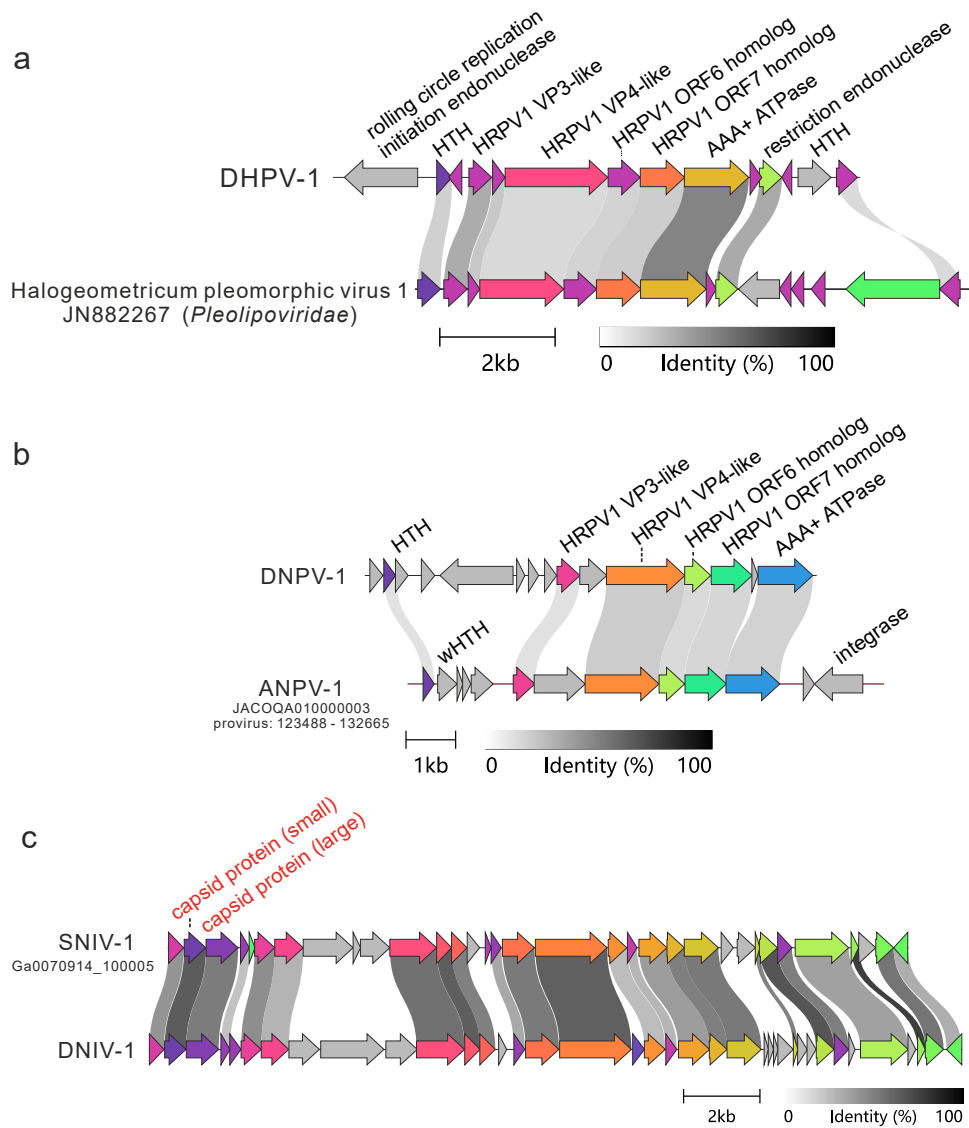 a
rolling circle replication
initiation endonuclease
HTH
HRPV1 VP3-like
HRPV1 VP4-like
HRPV1 ORF6 homolog
HRPV1 ORF7 homolog
AAA+ ATPase
restriction endonuclease
HTH
DHPV-1
Halogeometricum pleomorphic virus 1
JN882267 (Pleolipoviridae)
2kb
0 Identity (%) 100
b
HTH
HRPV1 VP3-like
HRPV1 VP4-like
HRPV1 ORF6 homolog
HRPV1 ORF7 homolog
AAA+ ATPase
DNPV-1
wHTH
integrase
ANPV-1
JACOQA010000003
provirus: 123488 - 132665
1kb
0 Identity (%) 100
c
capsid protein (small)
capsid protein (large)
SNIV-1
Ga0070914_100005
DNIV-1
2kb
0 Identity (%) 100